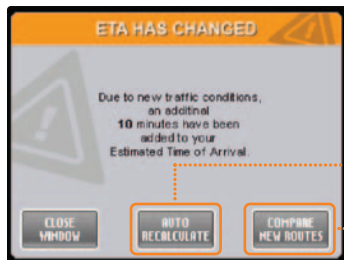 ETA HAS CHANGED
Due to new traffic conditions,
an additinal
10 minutes have been
added to your
Estimated Time of Arrival.
CLOSE
WINDOW
AUTO
RECALCULATE
COMPARE
NEW ROUTES